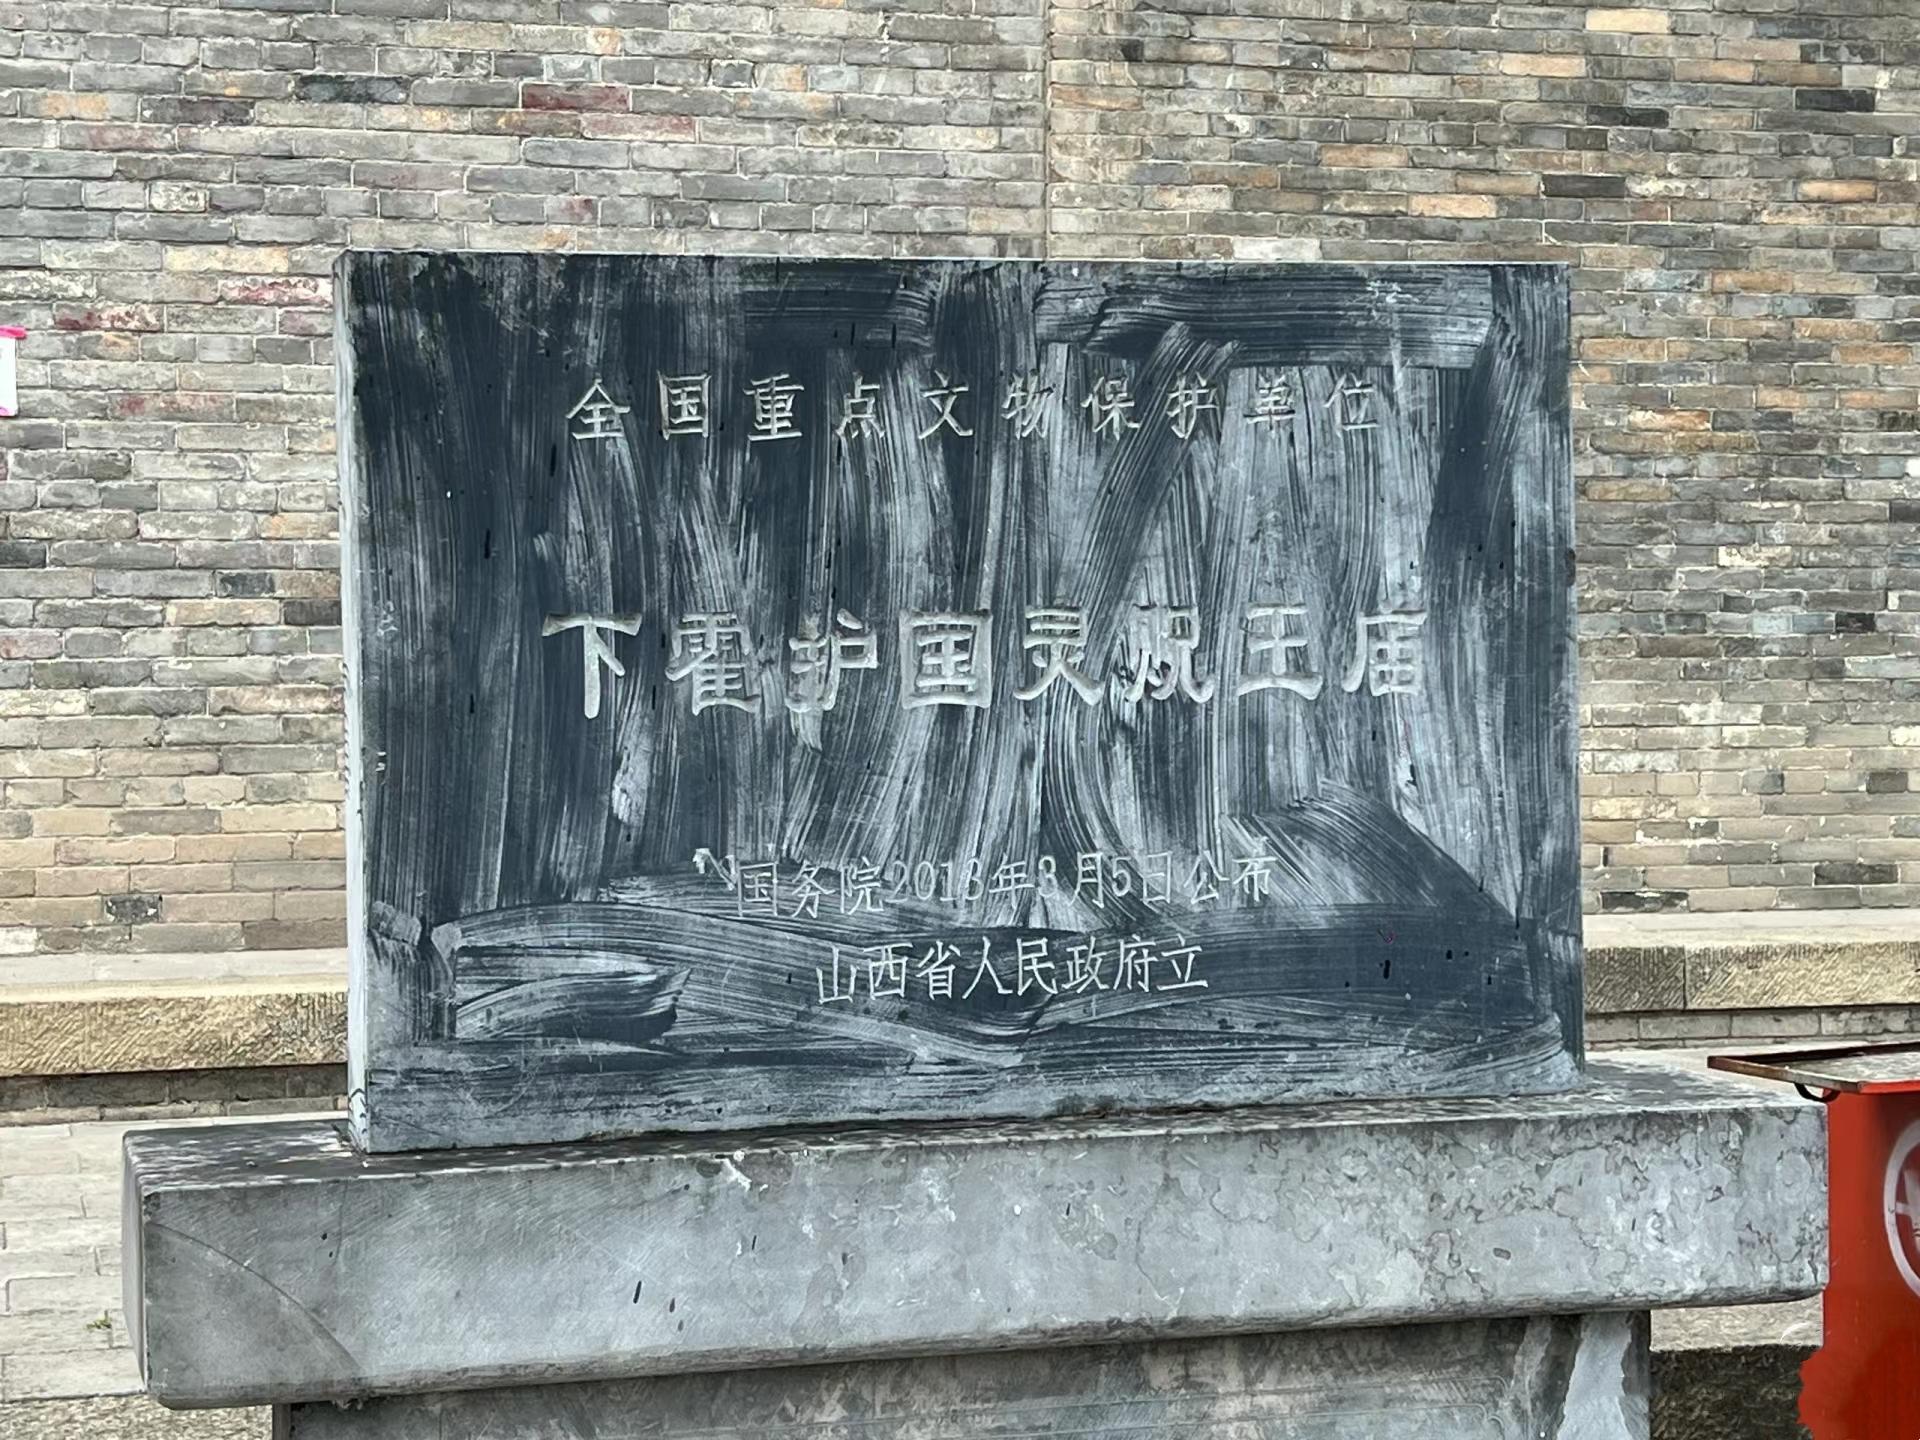 全国重点文物保护单位
下霍护国灵贶王庙
国务院2013年3月5日公布
山西省人民政府立